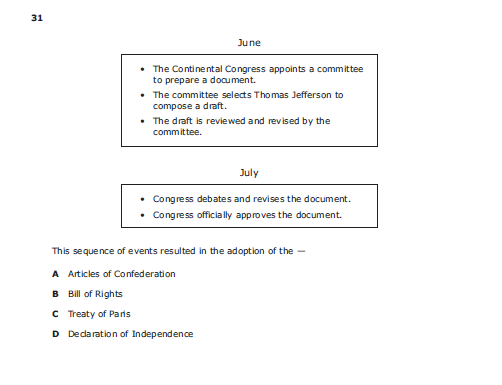 31
June
• The Continental Congress appoints a committee
to prepare a document.
• The committee selects Thomas Jefferson to
compose a draft.
• The draft is reviewed and revised by the
committee.
July
• Congress debates and revises the document.
• Congress officially approves the document.
This sequence of events resulted in the adoption of the —
A Articles of Confederation
B Bill of Rights
C Treaty of Paris
D Declaration of Independence